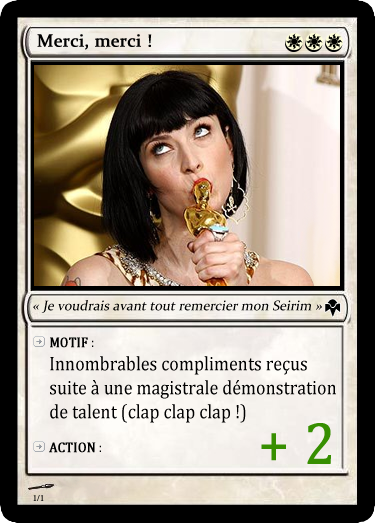 Merci, merci !
« Je voudrais avant tout remercier mon Seirim »
MOTIF :
Innombrables compliments reçus
suite à une magistrale démonstration
de talent (clap clap clap !)
ACTION :
+ 2
1/1